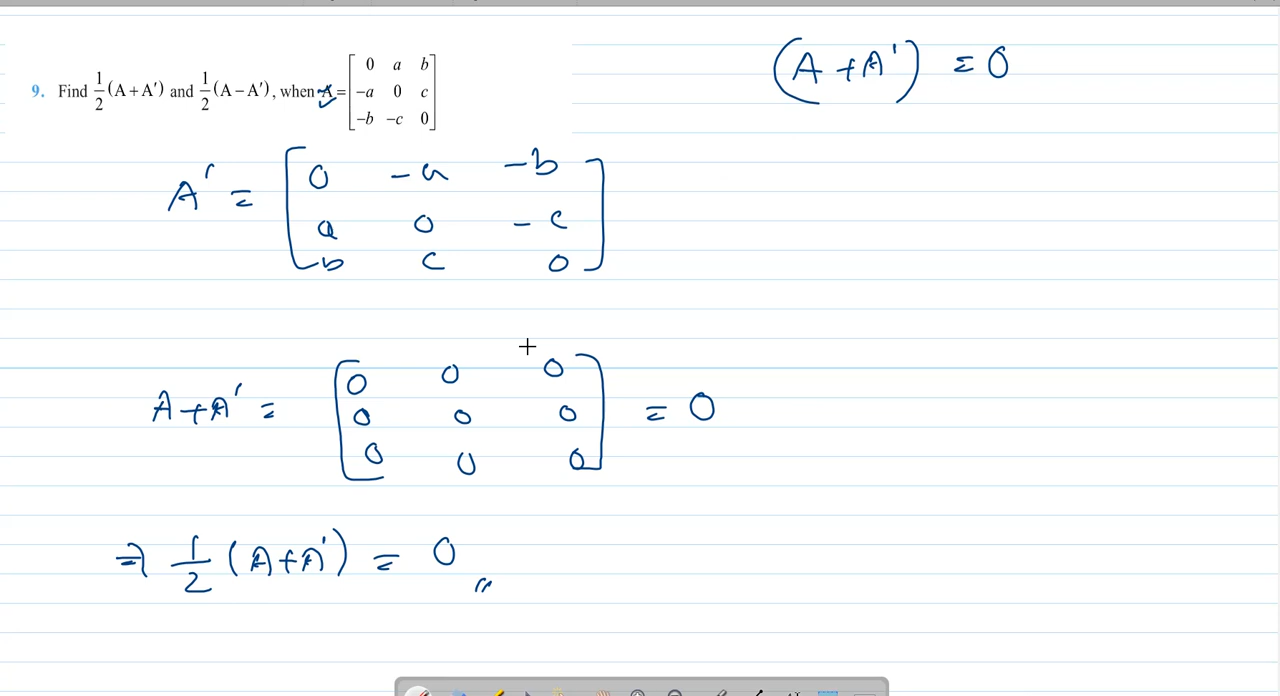 9. Find 1/2 (A + A′) and 1/2 (A − A′), when A = [ 0 a b
−a 0 c
−b −c 0 ]
(A + A') = 0
A' = [ 0 −a −b
a 0 −c
b c 0 ]
A + A' = [ 0 0 0
0 0 0
0 0 0 ] = 0
⇒ 1/2 (A + A') = 0 〃